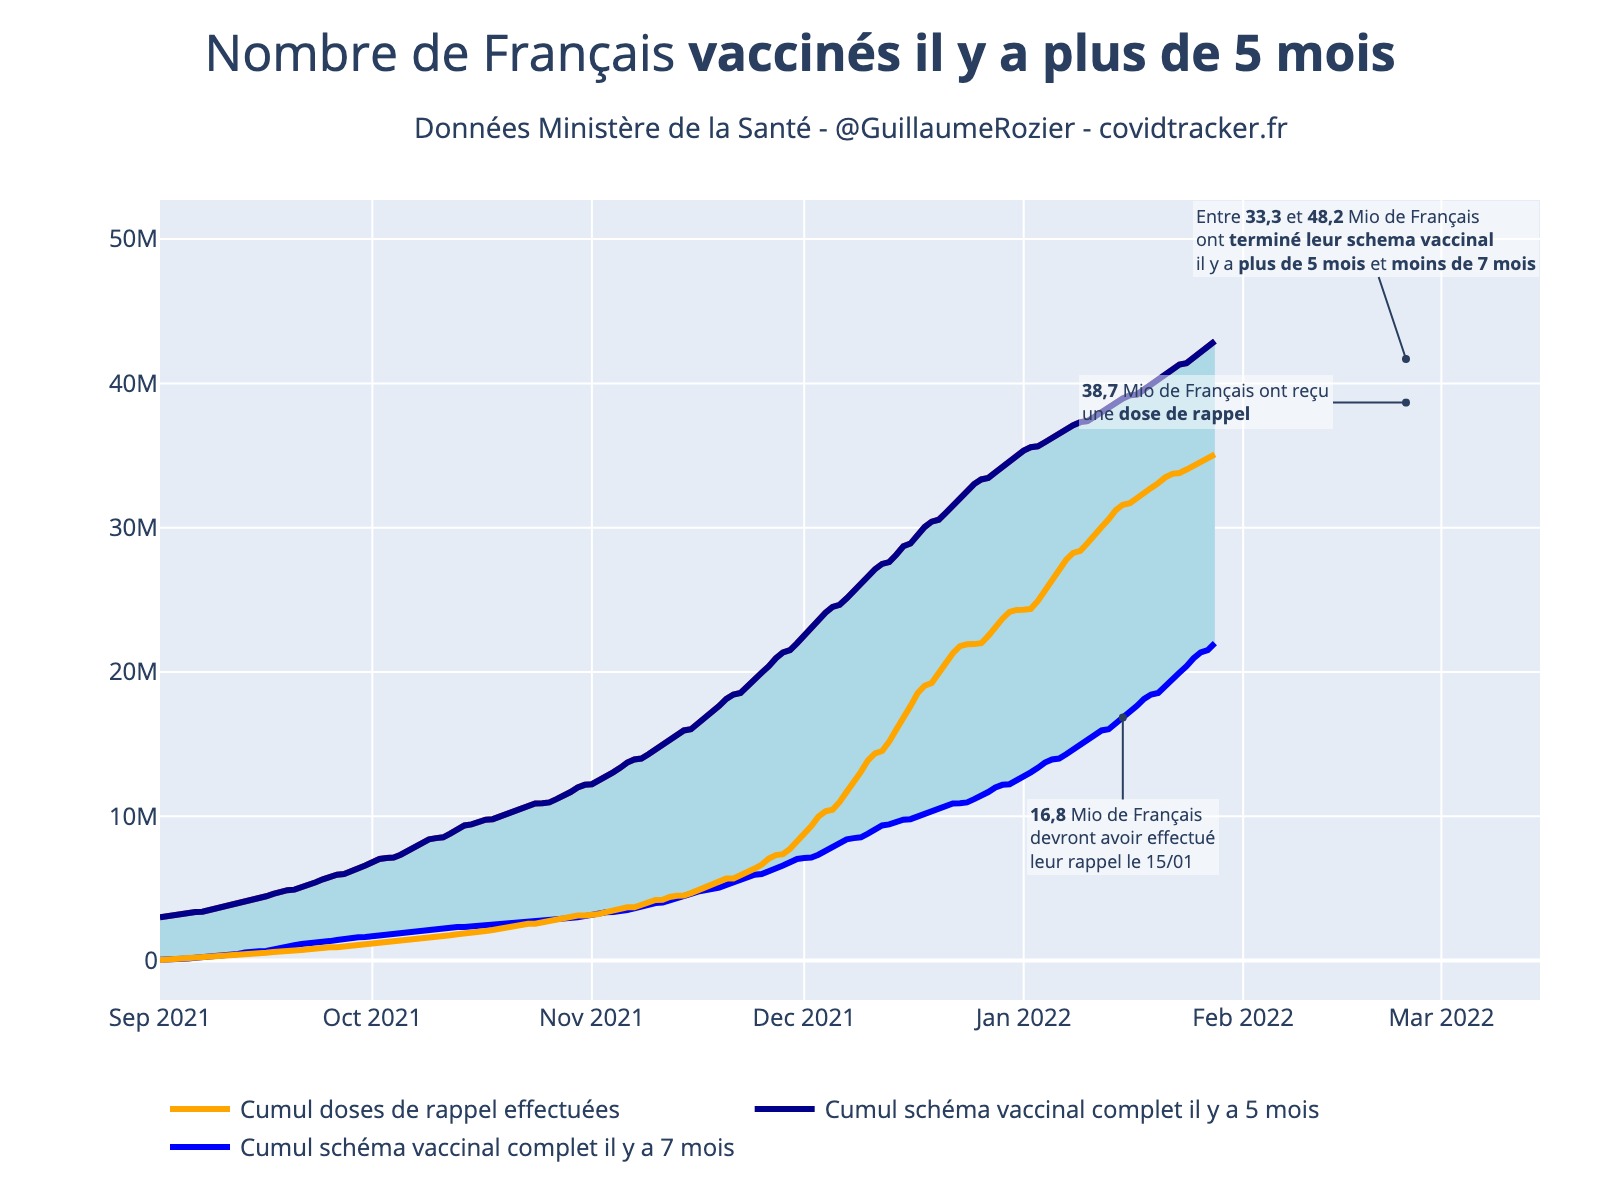 Nombre de Français vaccinés il y a plus de 5 mois
Données Ministère de la Santé - @GuillaumeRozier - covidtracker.fr
Entre 33,3 et 48,2 Mio de Français
ont terminé leur schema vaccinal
il y a plus de 5 mois et moins de 7 mois
50M
40M
38,7 Mio de Français ont reçu
une dose de rappel
30M
20M
10M
16,8 Mio de Français
devront avoir effectué
leur rappel le 15/01
0
Sep 2021 Oct 2021 Nov 2021 Dec 2021 Jan 2022 Feb 2022 Mar 2022
Cumul doses de rappel effectuées Cumul schéma vaccinal complet il y a 5 mois
Cumul schéma vaccinal complet il y a 7 mois